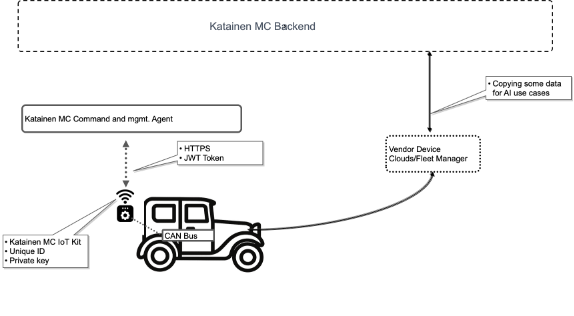 Katainen MC Backend
• Copying some data
for AI use cases
Katainen MC Command and mgmt. Agent
• HTTPS
• JWT Token
Vendor Device
Clouds/Fleet Manager
CAN Bus
• Katainen MC IoT Kit
• Unique ID
• Private key